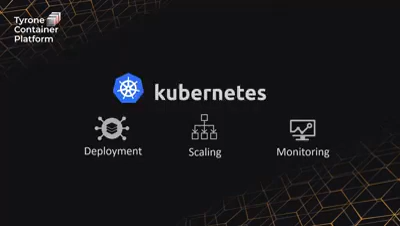 Tyrone
Container
Platform
kubernetes
Deployment
Scaling
Monitoring